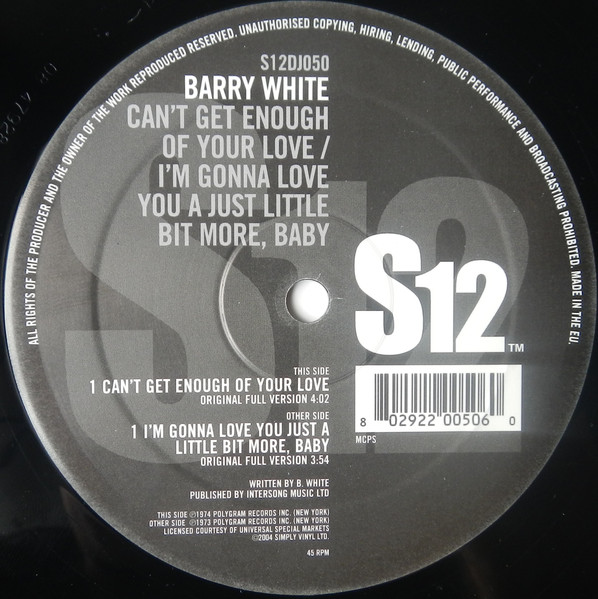 ALL RIGHTS OF THE PRODUCER AND THE OWNER OF THE WORK REPRODUCED RESERVED. UNAUTHORISED COPYING, HIRING, LENDING, PUBLIC PERFORMANCE AND BROADCASTING PROHIBITED. MADE IN THE EU.
S12DJ050
BARRY WHITE
CAN'T GET ENOUGH
OF YOUR LOVE /
I'M GONNA LOVE
YOU A JUST LITTLE
BIT MORE, BABY
S12
S12™
THIS SIDE
1 CAN'T GET ENOUGH OF YOUR LOVE
ORIGINAL FULL VERSION 4:02
OTHER SIDE
1 I'M GONNA LOVE YOU JUST A
LITTLE BIT MORE, BABY
ORIGINAL FULL VERSION 3:54
8 02922 00506 0
MCPS
WRITTEN BY B. WHITE
PUBLISHED BY INTERSONG MUSIC LTD
THIS SIDE ℗1974 POLYGRAM RECORDS INC. (NEW YORK)
OTHER SIDE ℗1973 POLYGRAM RECORDS INC. (NEW YORK)
LICENSED COURTESY OF UNIVERSAL SPECIAL MARKETS
©2004 SIMPLY VINYL LTD.
45 RPM